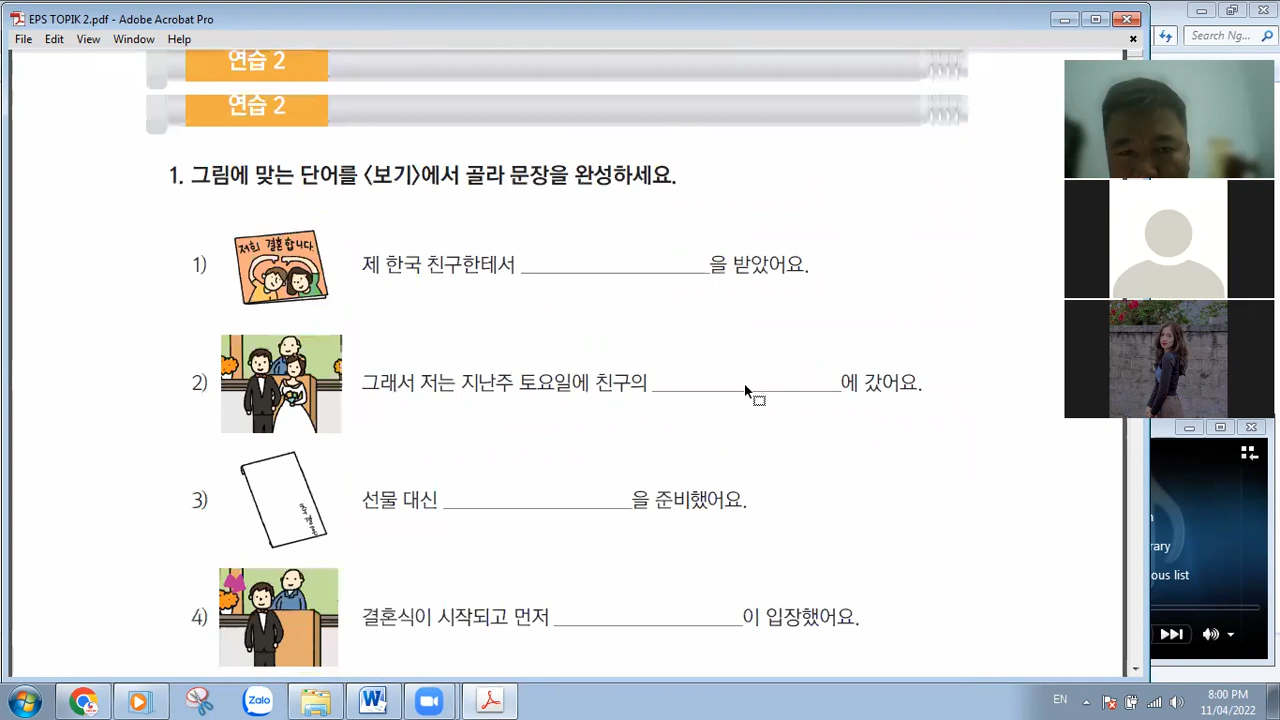 EPS TOPIK 2.pdf - Adobe Acrobat Pro
Search Ng...
File Edit View Window Help
연습 2
연습 2
1. 그림에 맞는 단어를 〈보기〉에서 골라 문장을 완성하세요.
저희 결혼합니다.
1) 제 한국 친구한테서 ____________ 을 받았어요.
2) 그래서 저는 지난주 토요일에 친구의 ____________ 에 갔어요.
3) 선물 대신 ____________ 을 준비했어요.
rary
ous list
4) 결혼식이 시작되고 먼저 ____________ 이 입장했어요.
Zalo
EN
8:00 PM
11/04/2022